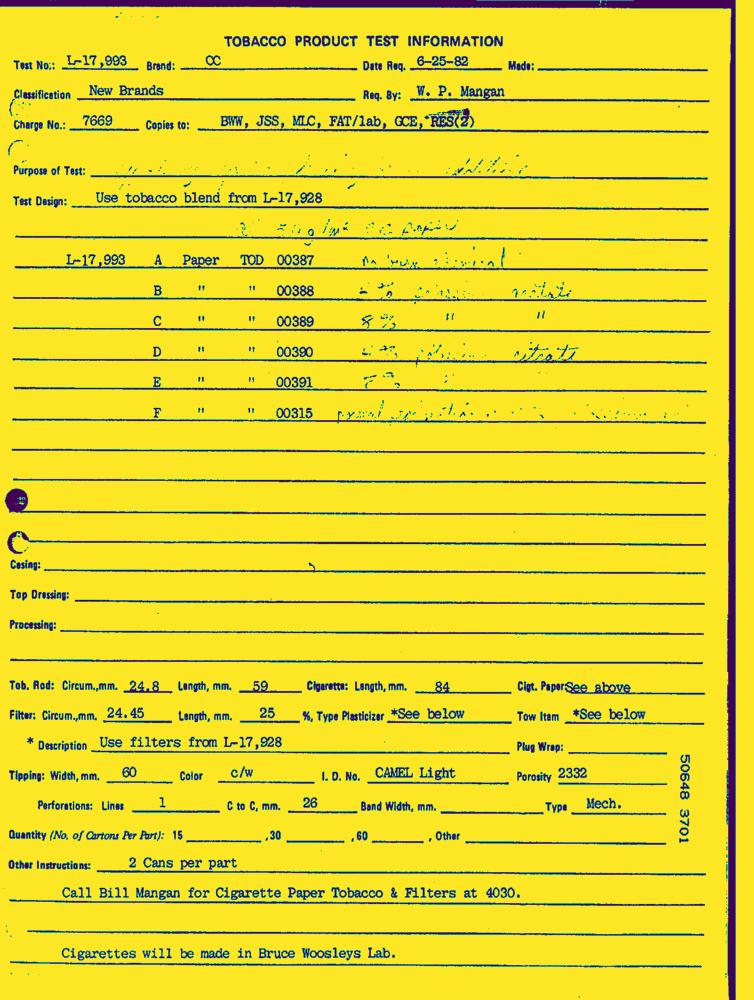 TOBACCO PRODUCT TEST INFORMATION
Test No.: L-17,993 Brand: CC Date Req. 6-25-82 Made:
Classification New Brands Req. By: W. P. Mangan
Charge No.: 7669 Copies to: BWW, JSS, MLC, FAT/lab, GCE, RES(2)
Purpose of Test:
Test Design: Use tobacco blend from L-17,928
paper
L-17,993 A Paper TOD 00387 no burn chemical
B " " 00388 %
C " " 00389 8 % " "
D " " 00390 % citrate
E " " 00391 %
F " " 00315
Casing:
Top Dressing:
Processing:
Tob. Rod: Circum.,mm. 24.8 Length, mm. 59 Cigarette: Length, mm. 84 Cigt. Paper See above
Filter: Circum.,mm. 24.45 Length, mm. 25 %, Type Plasticizer *See below Tow Item *See below
* Description Use filters from L-17,928 Plug Wrap:
Tipping: Width, mm. 60 Color c/w I. D. No. CAMEL Light Porosity 2332
Perforations: Lines 1 C to C, mm. 26 Band Width, mm. Type Mech.
Quantity (No. of Cartons Per Part): 15 ,30 ,60 , Other
Other Instructions: 2 Cans per part
Call Bill Mangan for Cigarette Paper Tobacco & Filters at 4030.
Cigarettes will be made in Bruce Woosleys Lab.
50648 3701